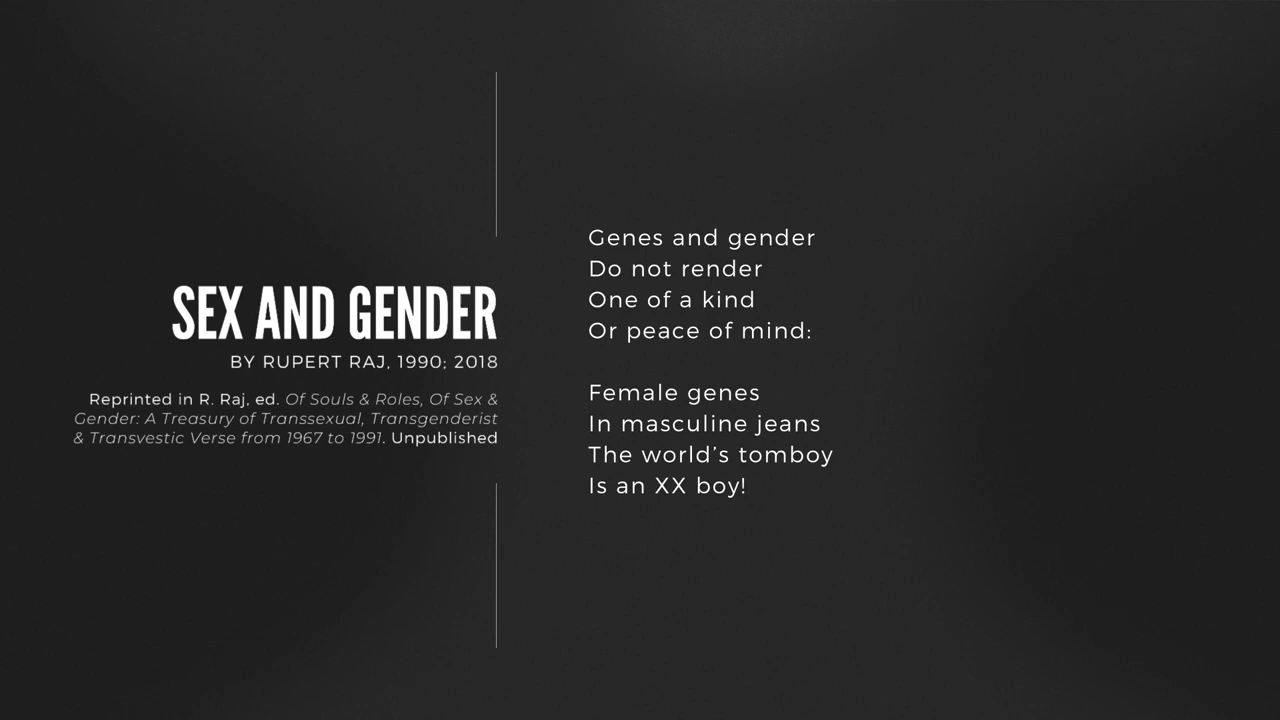 SEX AND GENDER
BY RUPERT RAJ, 1990; 2018
Reprinted in R. Raj, ed. Of Souls & Roles, Of Sex &
Gender: A Treasury of Transsexual, Transgenderist
& Transvestic Verse from 1967 to 1991. Unpublished
Genes and gender
Do not render
One of a kind
Or peace of mind:
Female genes
In masculine jeans
The world’s tomboy
Is an XX boy!